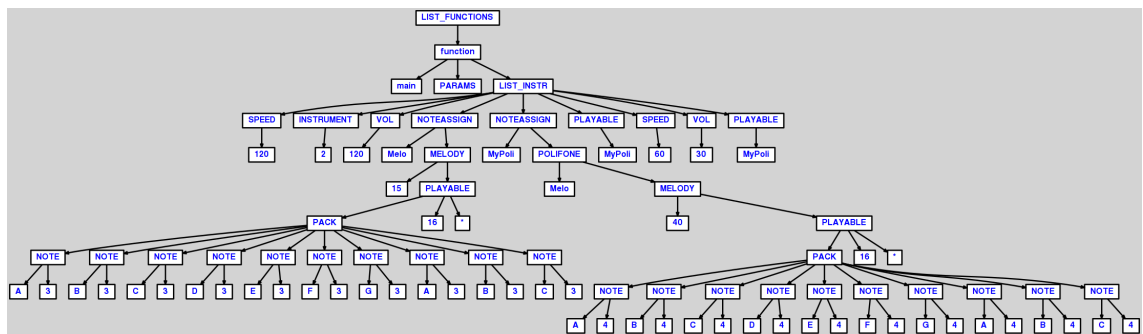 LIST_FUNCTIONS
function
main PARAMS LIST_INSTR
SPEED INSTRUMENT VOL NOTEASSIGN NOTEASSIGN PLAYABLE SPEED VOL PLAYABLE
120 2 120 Melo MELODY MyPoli POLIFONE MyPoli 60 30 MyPoli
15 PLAYABLE Melo MELODY
PACK 16 * 40 PLAYABLE
NOTE NOTE NOTE NOTE NOTE NOTE NOTE NOTE NOTE NOTE PACK 16 *
A 3 B 3 C 3 D 3 E 3 F 3 G 3 A 3 B 3 C 3 NOTE NOTE NOTE NOTE NOTE NOTE NOTE NOTE NOTE NOTE
A 4 B 4 C 4 D 4 E 4 F 4 G 4 A 4 B 4 C 4